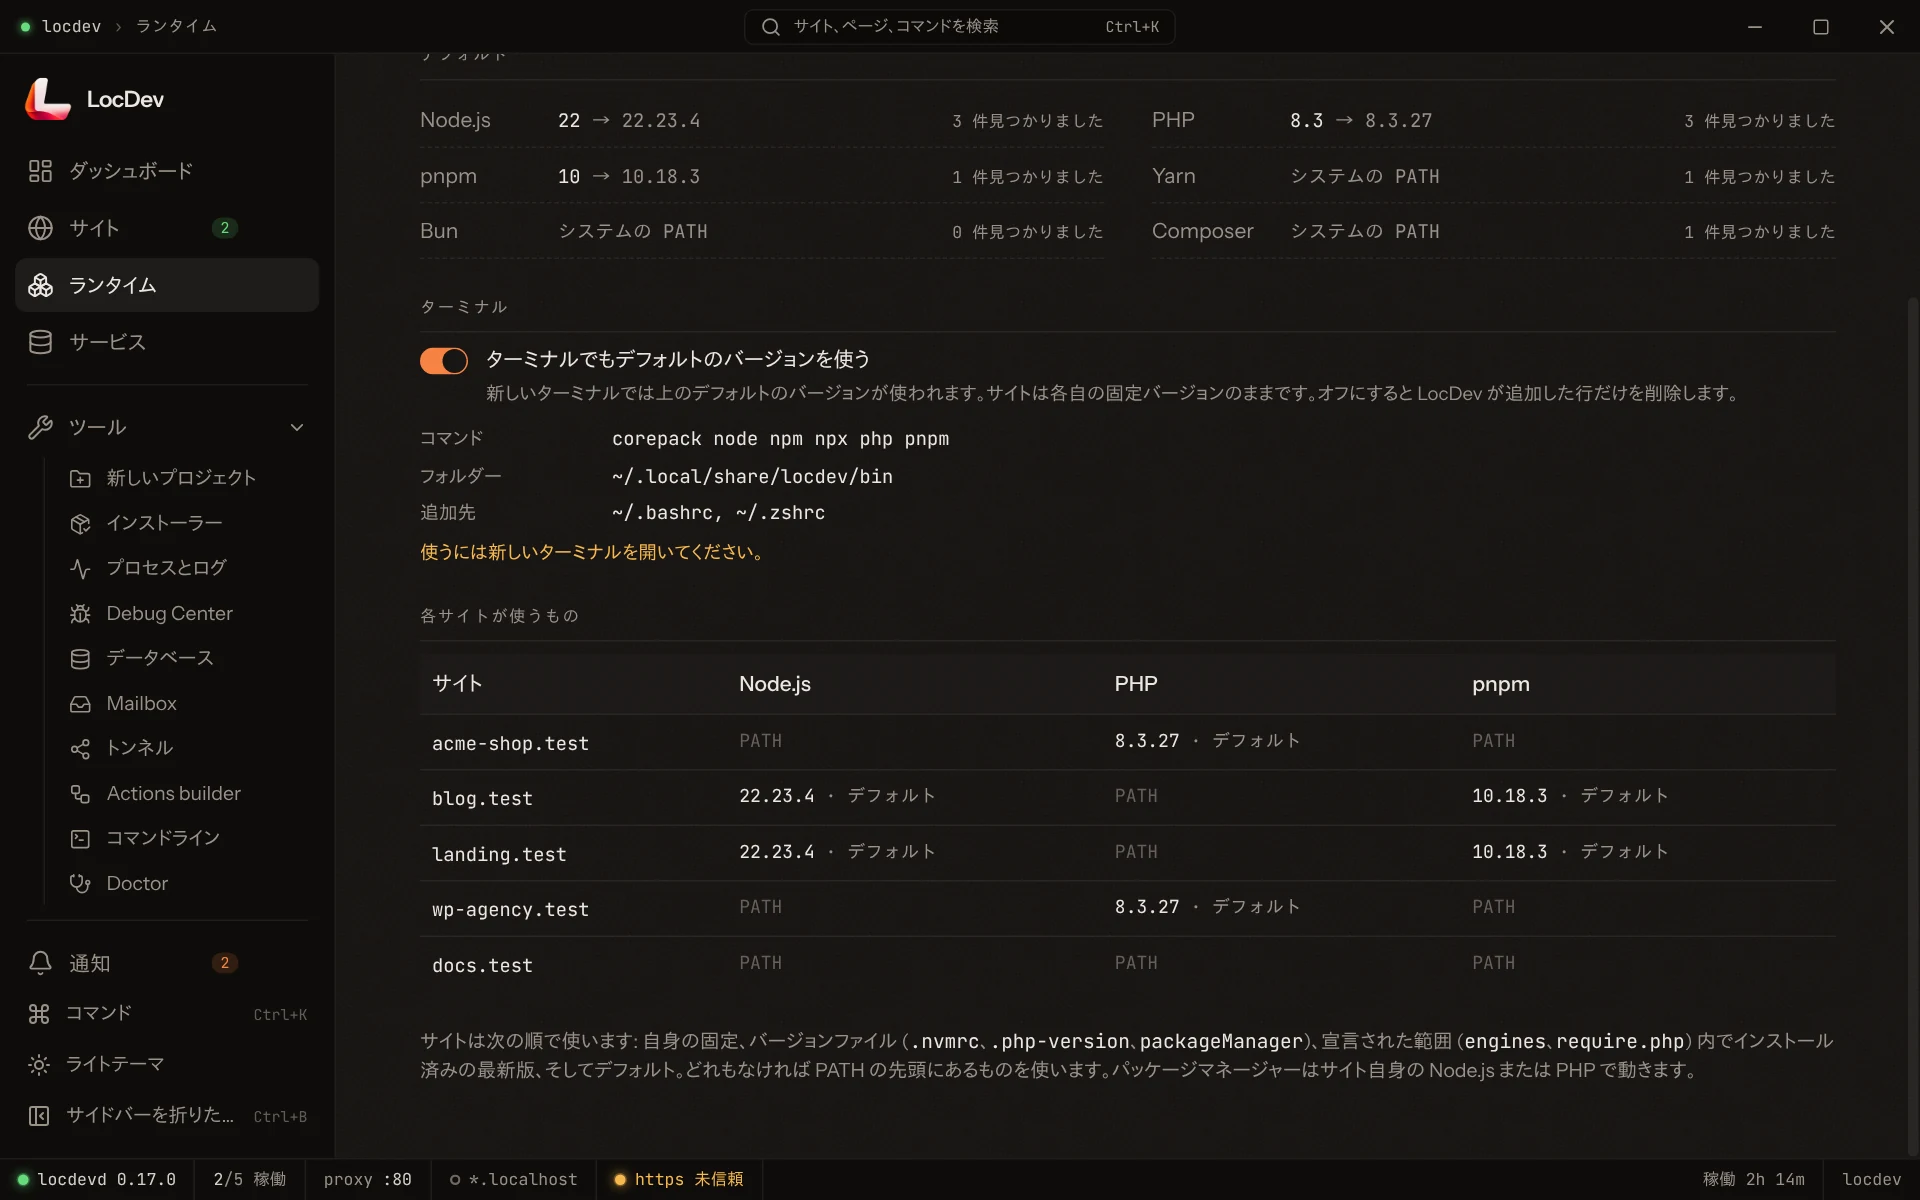 locdev › ランタイム
サイト、ページ、コマンドを検索 Ctrl+K
LocDev
ダッシュボード
サイト 2
ランタイム
サービス
ツール
新しいプロジェクト
インストーラー
プロセスとログ
Debug Center
データベース
Mailbox
トンネル
Actions builder
コマンドライン
Doctor
通知 2
コマンド Ctrl+K
ライトテーマ
サイドバーを折りた… Ctrl+B
デフォルト
Node.js 22 → 22.23.4 3 件見つかりました PHP 8.3 → 8.3.27 3 件見つかりました
pnpm 10 → 10.18.3 1 件見つかりました Yarn システムの PATH 1 件見つかりました
Bun システムの PATH 0 件見つかりました Composer システムの PATH 1 件見つかりました
ターミナル
ターミナルでもデフォルトのバージョンを使う
新しいターミナルでは上のデフォルトのバージョンが使われます。サイトは各自の固定バージョンのままです。オフにすると LocDev が追加した行だけを削除します。
コマンド corepack node npm npx php pnpm
フォルダー ~/.local/share/locdev/bin
追加先 ~/.bashrc, ~/.zshrc
使うには新しいターミナルを開いてください。
各サイトが使うもの
サイト Node.js PHP pnpm
acme-shop.test PATH 8.3.27 · デフォルト PATH
blog.test 22.23.4 · デフォルト PATH 10.18.3 · デフォルト
landing.test 22.23.4 · デフォルト PATH 10.18.3 · デフォルト
wp-agency.test PATH 8.3.27 · デフォルト PATH
docs.test PATH PATH PATH
サイトは次の順で使います: 自身の固定、バージョンファイル (.nvmrc、.php-version、packageManager)、宣言された範囲 (engines、require.php) 内でインストール
済みの最新版、そしてデフォルト。どれもなければ PATH の先頭にあるものを使います。パッケージマネージャーはサイト自身の Node.js または PHP で動きます。
locdevd 0.17.0 2/5 稼働 proxy :80 *.localhost https 未信頼 稼働 2h 14m locdev